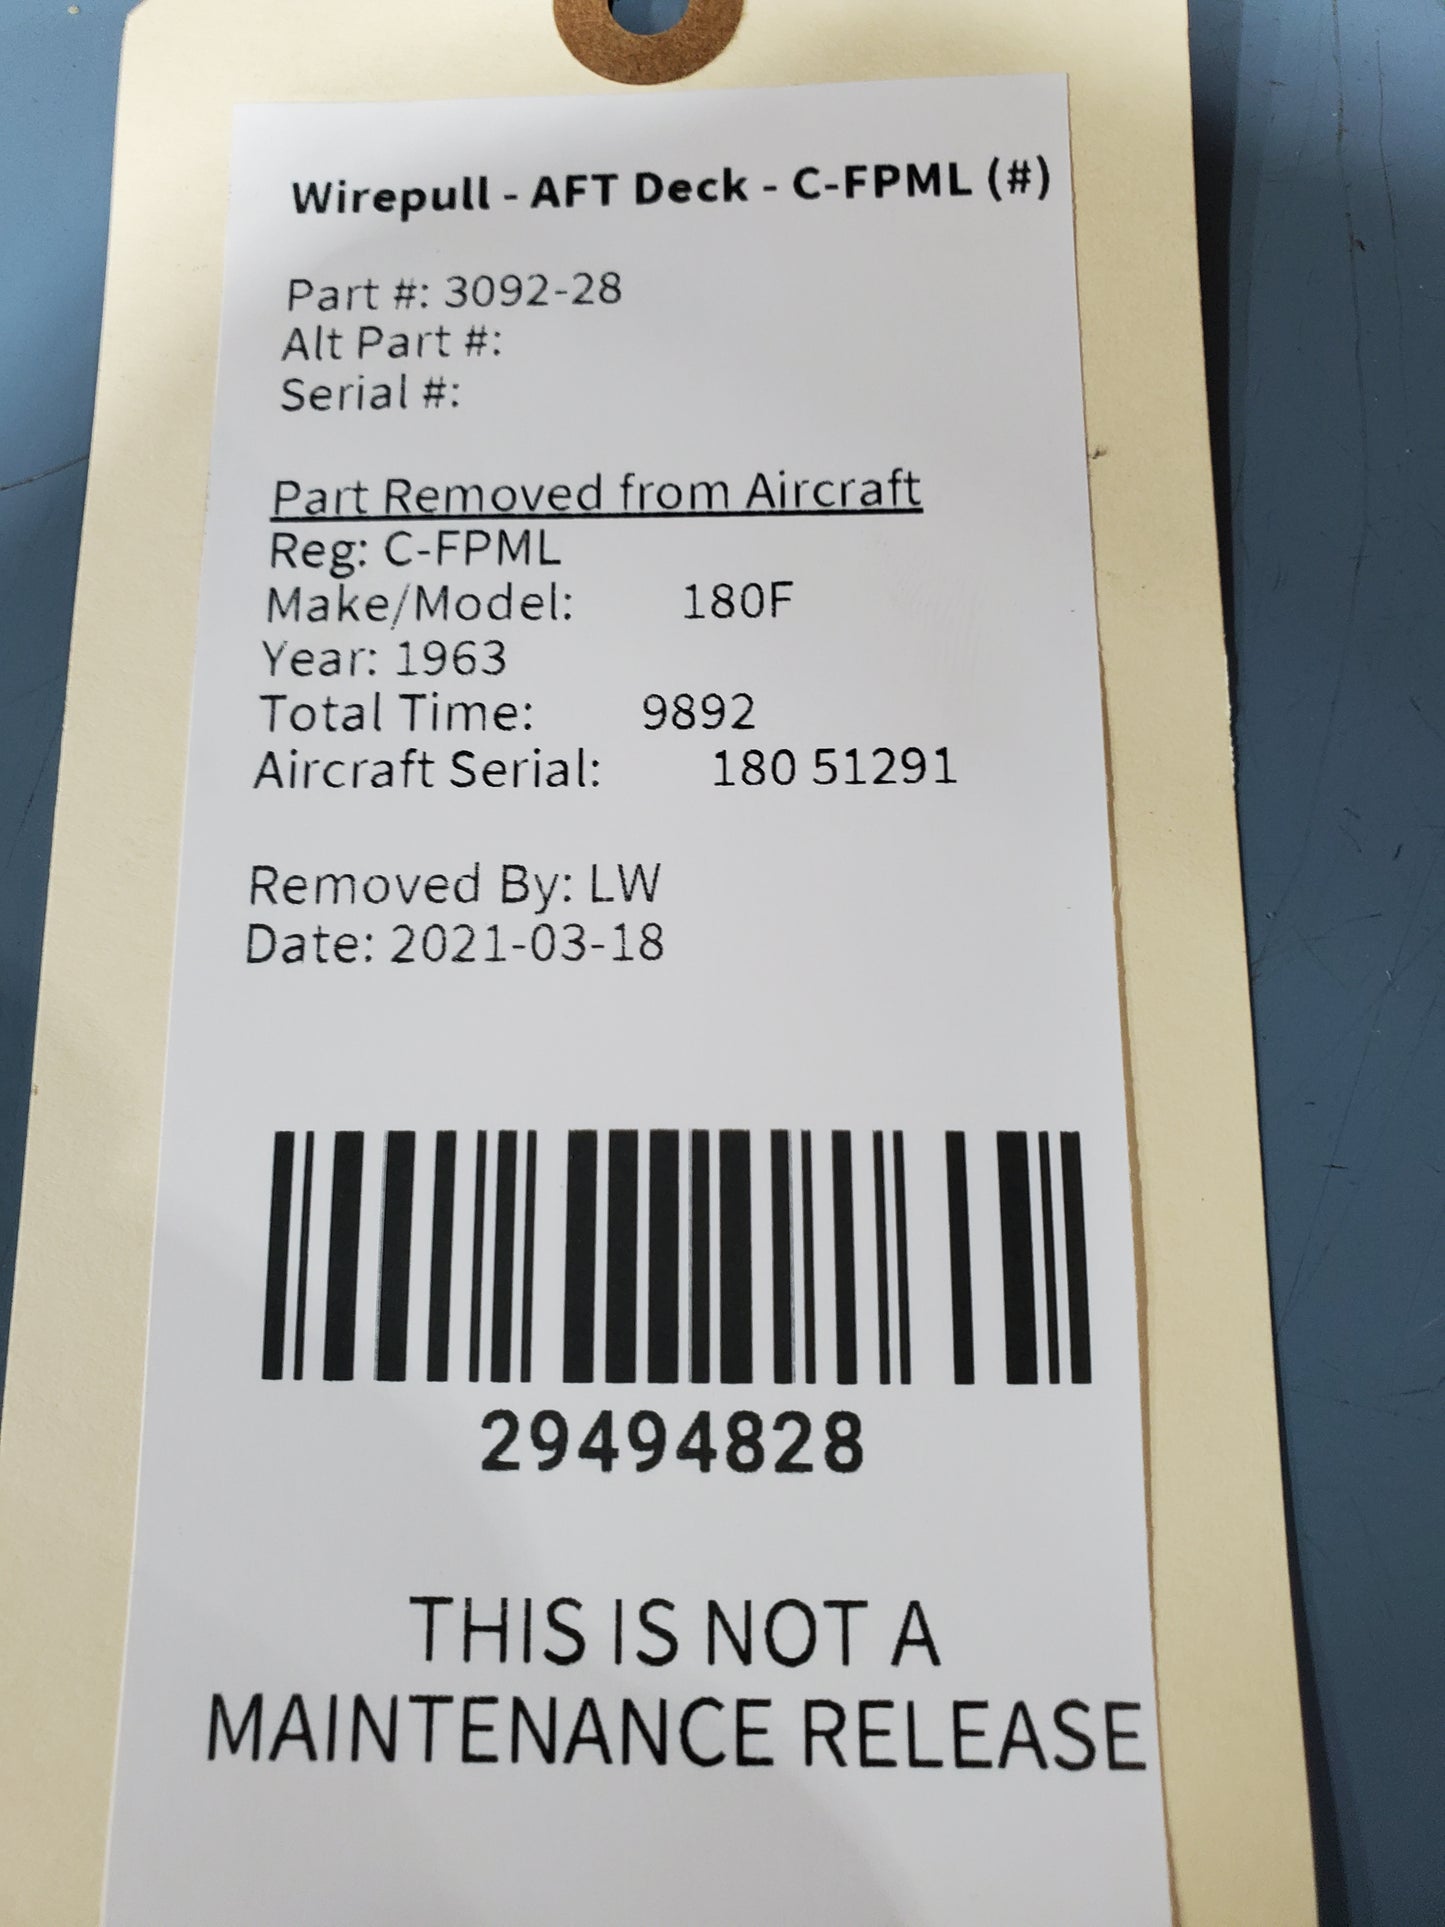 Wirepull - AFT Deck - C-FPML (#)
Part #: 3092-28
Alt Part #:
Serial #:
Part Removed from Aircraft
Reg: C-FPML
Make/Model: 180F
Year: 1963
Total Time: 9892
Aircraft Serial: 180 51291
Removed By: LW
Date: 2021-03-18
29494828
THIS IS NOT A
MAINTENANCE RELEASE